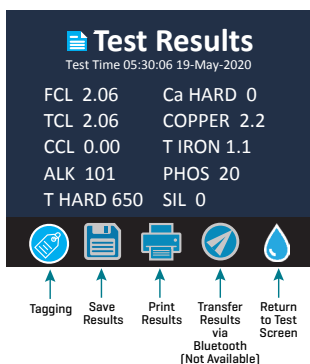 Test Results
Test Time 05:30:06 19-May-2020
FCL 2.06 Ca HARD 0
TCL 2.06 COPPER 2.2
CCL 0.00 T IRON 1.1
ALK 101 PHOS 20
T HARD 650 SIL 0
Tagging
Save
Results
Print
Results
Transfer
Results
via
Bluetooth
(Not Available)
Return
to Test
Screen